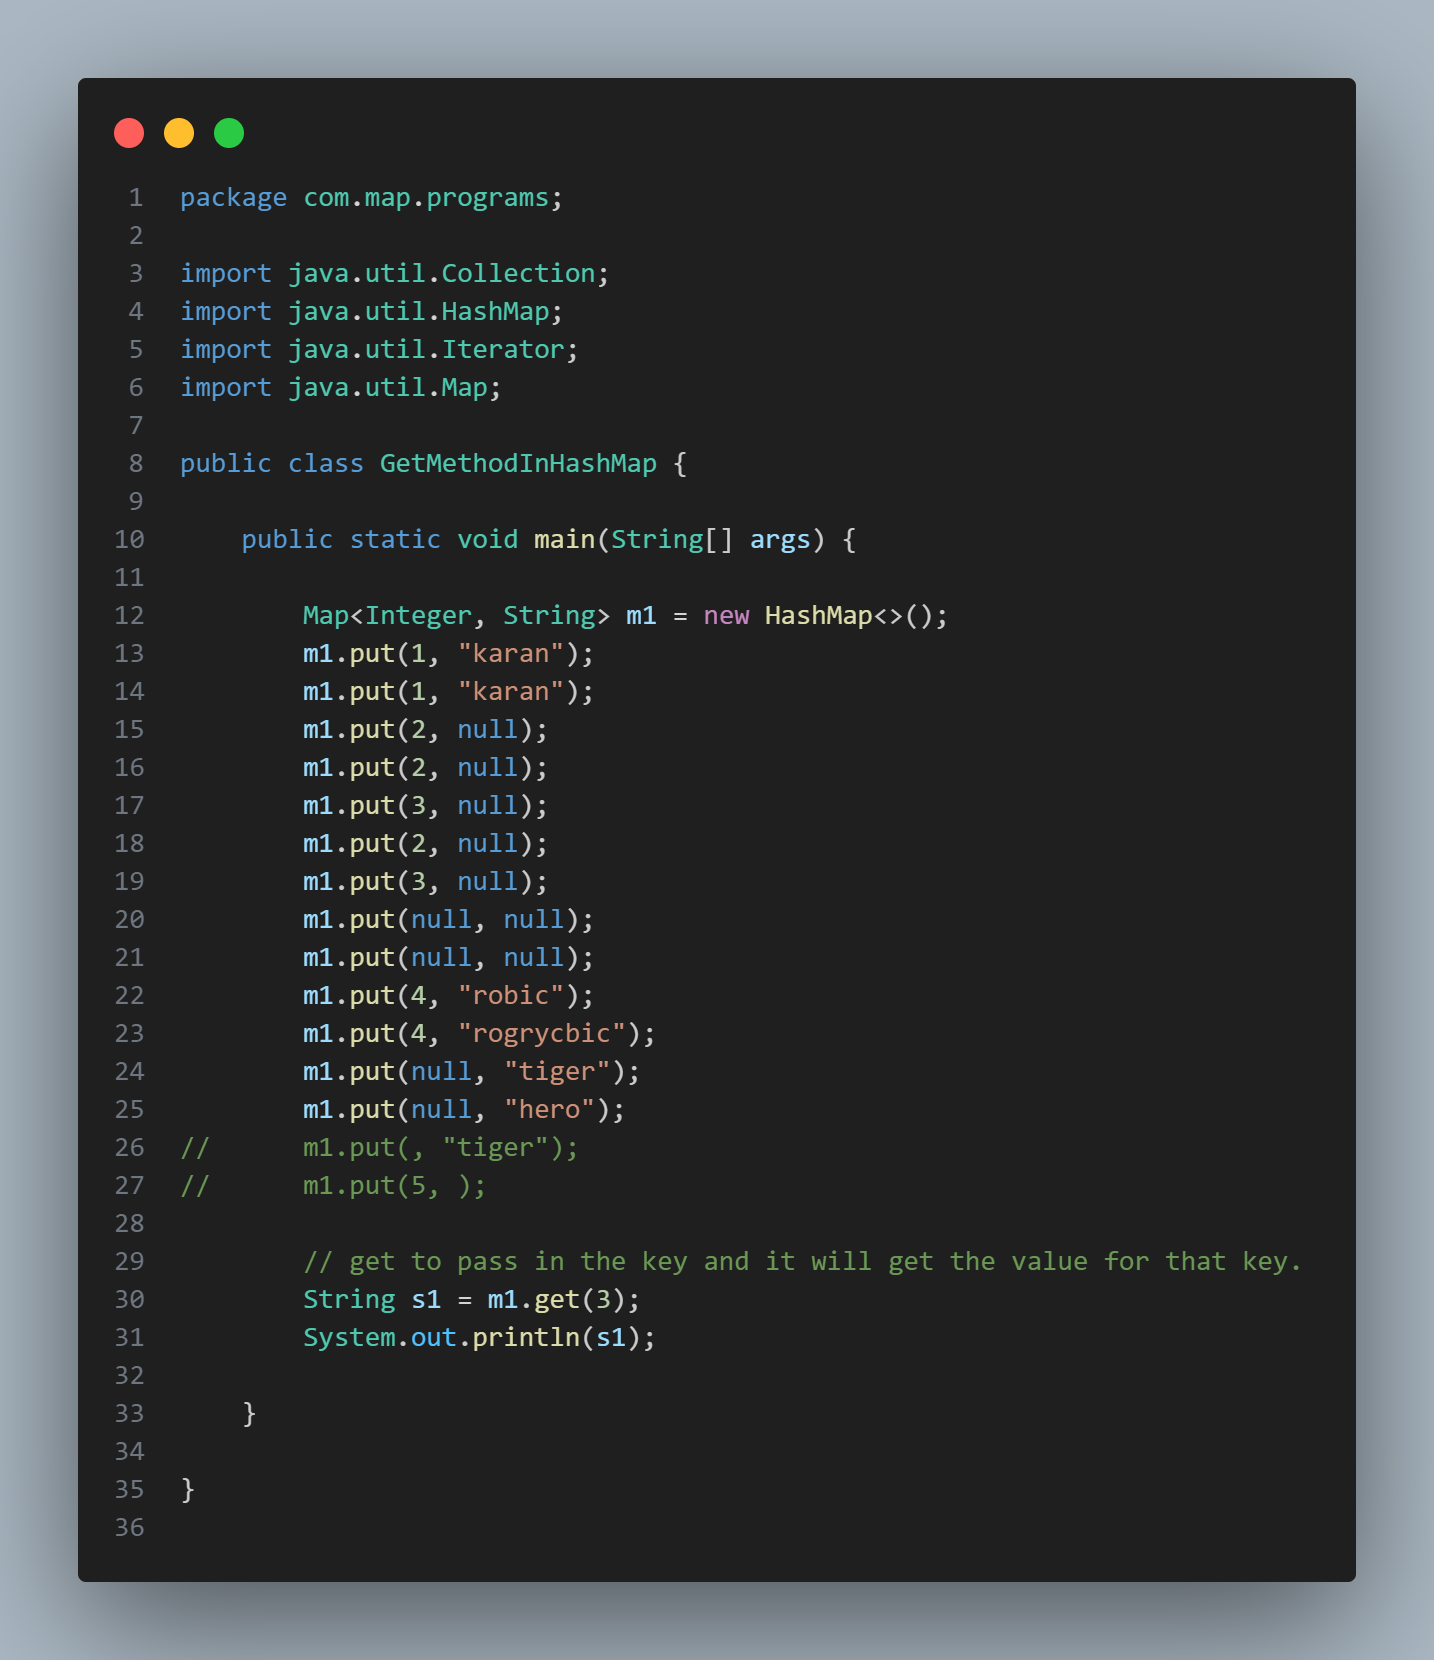 1 package com.map.programs;
2
3 import java.util.Collection;
4 import java.util.HashMap;
5 import java.util.Iterator;
6 import java.util.Map;
7
8 public class GetMethodInHashMap {
9
10     public static void main(String[] args) {
11
12         Map<Integer, String> m1 = new HashMap<>();
13         m1.put(1, "karan");
14         m1.put(1, "karan");
15         m1.put(2, null);
16         m1.put(2, null);
17         m1.put(3, null);
18         m1.put(2, null);
19         m1.put(3, null);
20         m1.put(null, null);
21         m1.put(null, null);
22         m1.put(4, "robic");
23         m1.put(4, "rogrycbic");
24         m1.put(null, "tiger");
25         m1.put(null, "hero");
26 //      m1.put(, "tiger");
27 //      m1.put(5, );
28
29         // get to pass in the key and it will get the value for that key.
30         String s1 = m1.get(3);
31         System.out.println(s1);
32
33     }
34
35 }
36